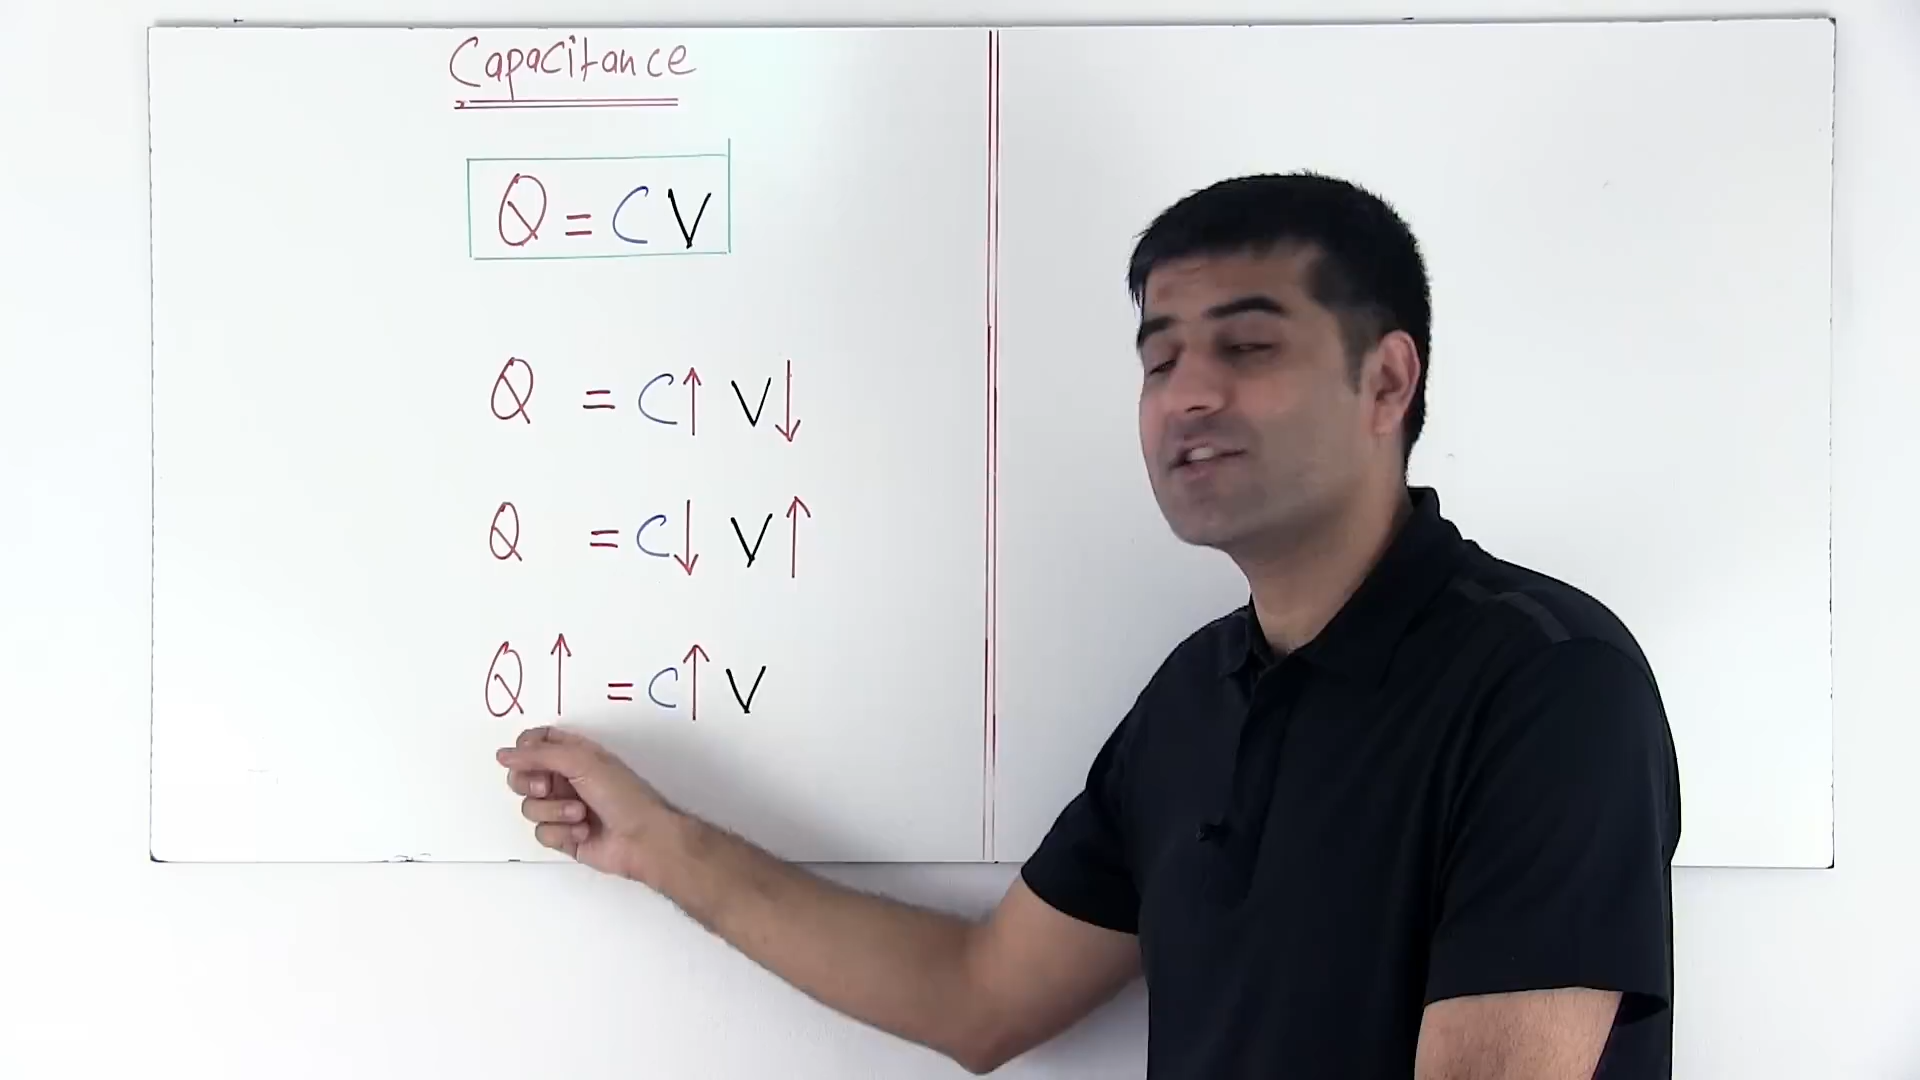 Capacitance
Q = C V
Q = C↑ V↓
Q = C↓ V↑
Q↑ = C↑ V